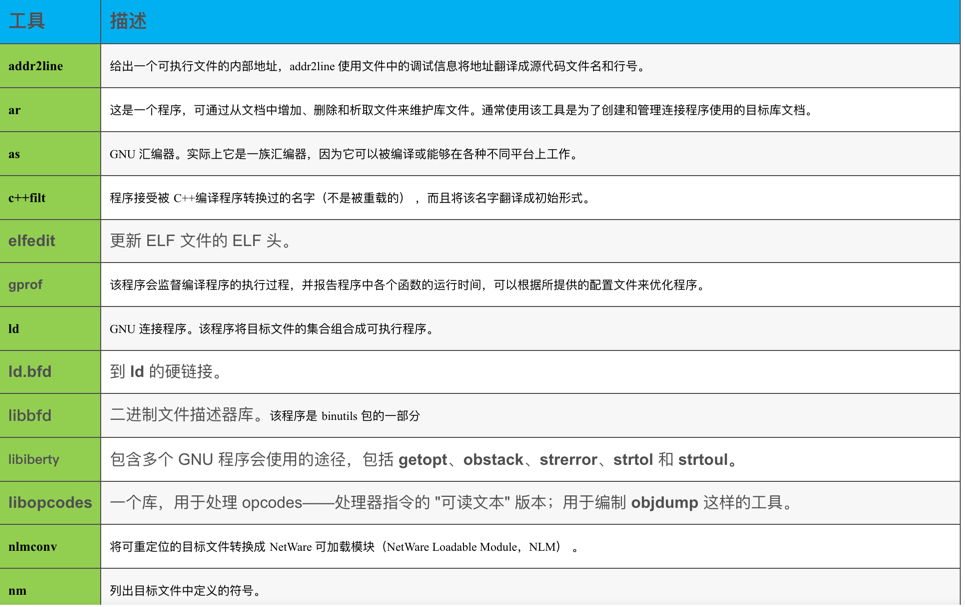 工具 描述
addr2line 给出一个可执行文件的内部地址，addr2line 使用文件中的调试信息将地址翻译成源代码文件名和行号。
ar 这是一个程序，可通过从文档中增加、删除和析取文件来维护库文件。通常使用该工具是为了创建和管理连接程序使用的目标库文档。
as GNU 汇编器。实际上它是一族汇编器，因为它可以被编译或能够在各种不同平台上工作。
c++filt 程序接受被 C++编译程序转换过的名字（不是被重载的），而且将该名字翻译成初始形式。
elfedit 更新 ELF 文件的 ELF 头。
gprof 该程序会监督编译程序的执行过程，并报告程序中各个函数的运行时间，可以根据所提供的配置文件来优化程序。
ld GNU 连接程序。该程序将目标文件的集合组合成可执行程序。
ld.bfd 到 ld 的硬链接。
libbfd 二进制文件描述器库。该程序是 binutils 包的一部分
libiberty 包含多个 GNU 程序会使用的途径，包括 getopt、obstack、strerror、strtol 和 strtoul。
libopcodes 一个库，用于处理 opcodes——处理器指令的 "可读文本" 版本；用于编制 objdump 这样的工具。
nlmconv 将可重定位的目标文件转换成 NetWare 可加载模块（NetWare Loadable Module，NLM）。
nm 列出目标文件中定义的符号。